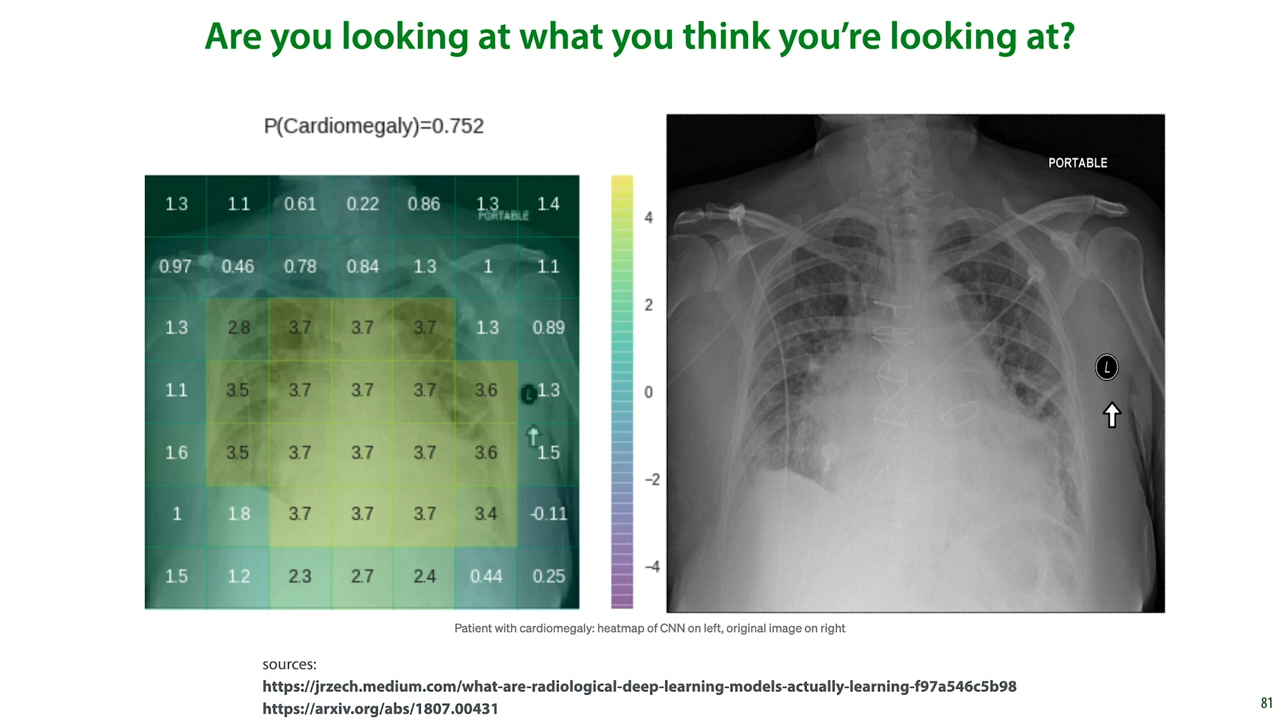 Are you looking at what you think you’re looking at?
P(Cardiomegaly)=0.752
1.3 1.1 0.61 0.22 0.86 1.3 1.4
PORTABLE
0.97 0.46 0.78 0.84 1.3 1 1.1
1.3 2.8 3.7 3.7 3.7 1.3 0.89
1.1 3.5 3.7 3.7 3.7 3.6 L 1.3
1.6 3.5 3.7 3.7 3.7 3.6 1.5
1 1.8 3.7 3.7 3.7 3.4 -0.11
1.5 1.2 2.3 2.7 2.4 0.44 0.25
4
2
0
−2
−4
PORTABLE
L
Patient with cardiomegaly: heatmap of CNN on left, original image on right
sources:
https://jrzech.medium.com/what-are-radiological-deep-learning-models-actually-learning-f97a546c5b98
https://arxiv.org/abs/1807.00431
81